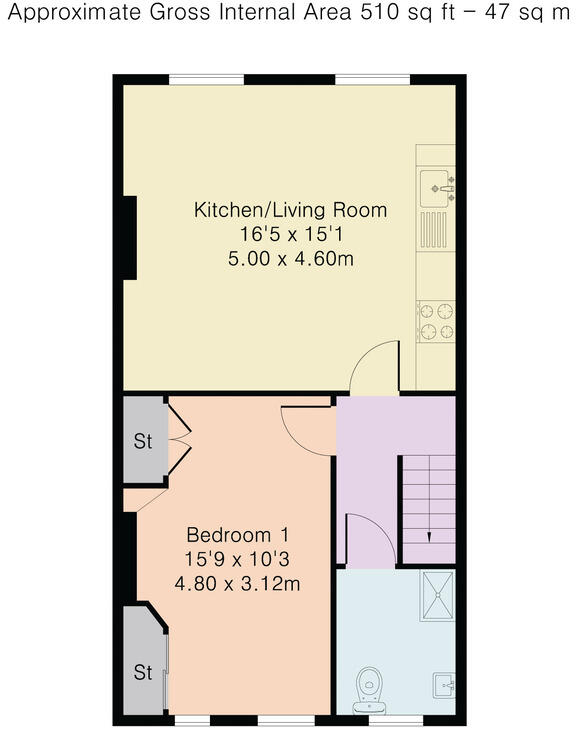 Approximate Gross Internal Area 510 sq ft – 47 sq m
Kitchen/Living Room
16'5 x 15'1
5.00 x 4.60m
St
Bedroom 1
15'9 x 10'3
4.80 x 3.12m
St